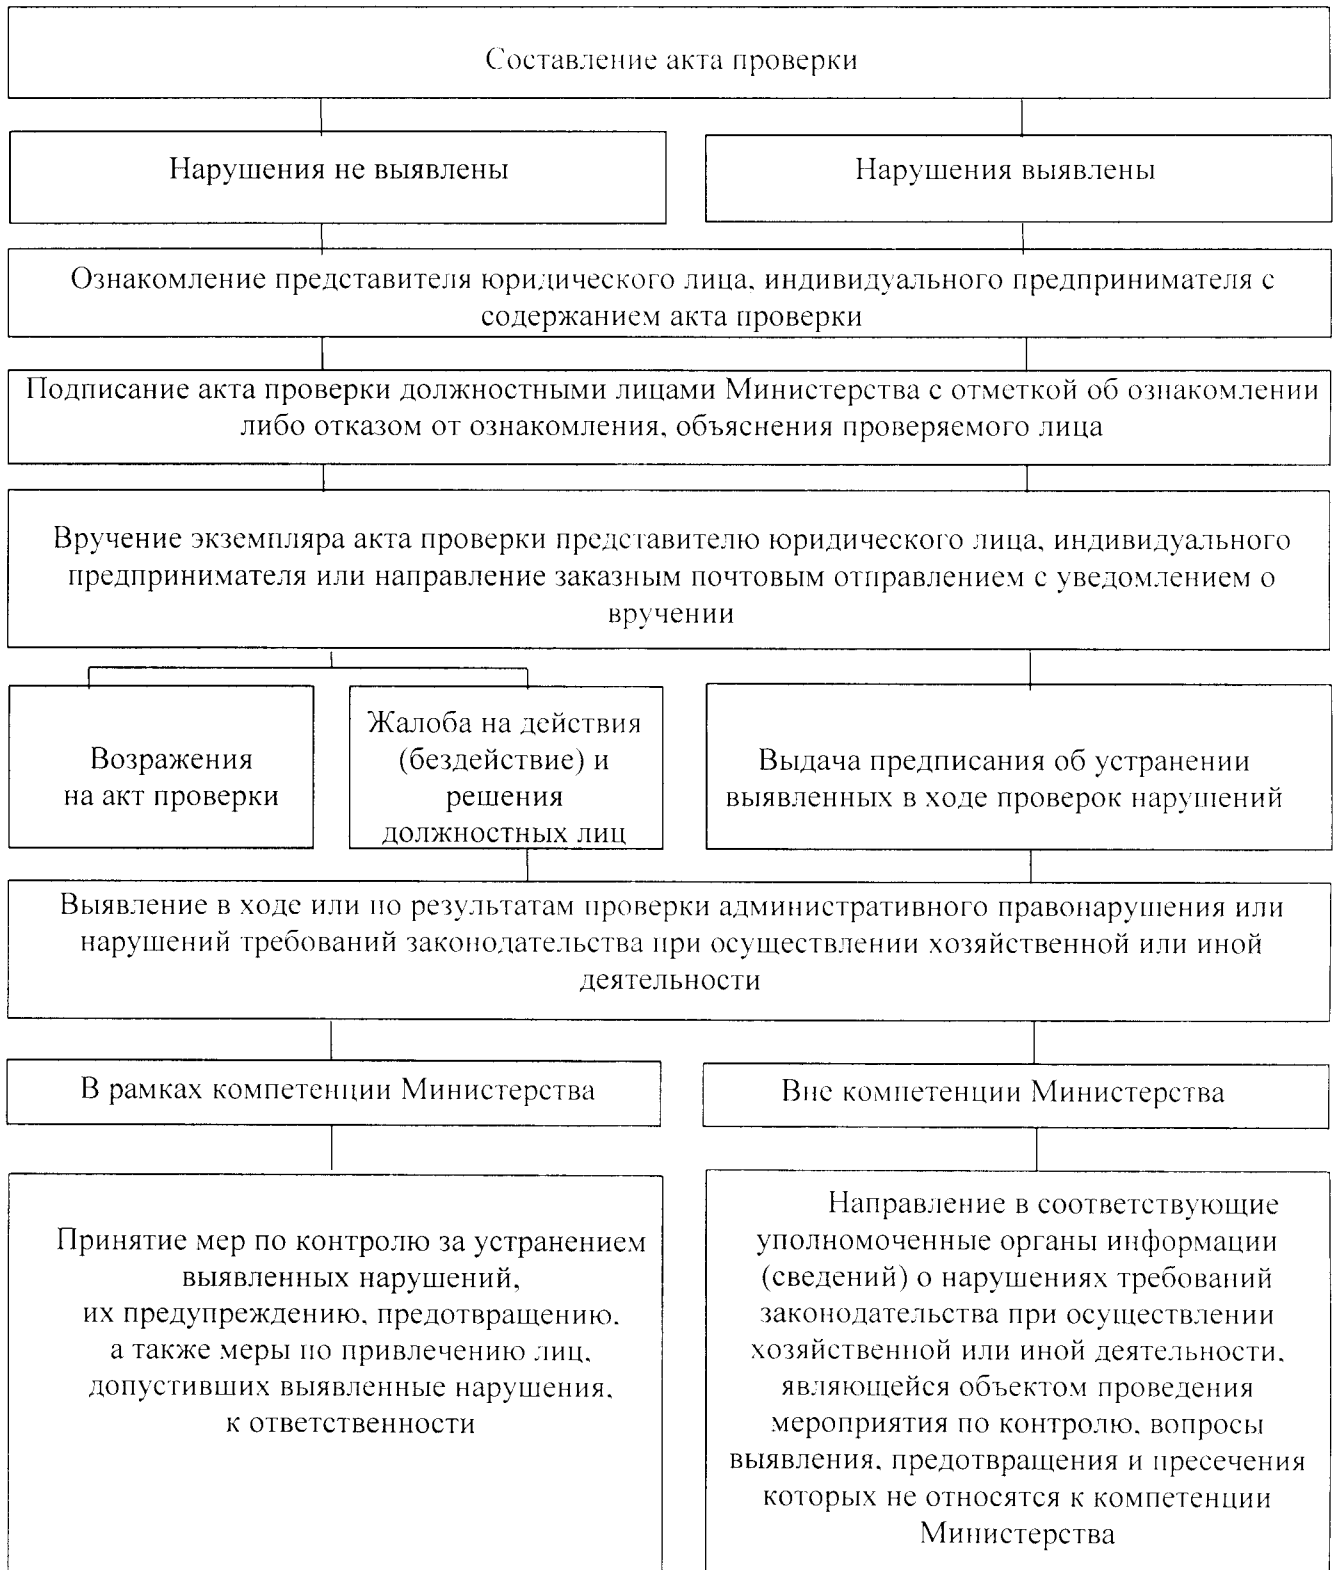 Составление акта проверки
Нарушения не выявлены
Нарушения выявлены
Ознакомление представителя юридического лица, индивидуального предпринимателя с
содержанием акта проверки
Подписание акта проверки должностными лицами Министерства с отметкой об ознакомлении
либо отказом от ознакомления, объяснения проверяемого лица
Вручение экземпляра акта проверки представителю юридического лица, индивидуального
предпринимателя или направление заказным почтовым отправлением с уведомлением о
вручении
Возражения
на акт проверки
Жалоба на действия
(бездействие) и
решения
должностных лиц
Выдача предписания об устранении
выявленных в ходе проверок нарушений
Выявление в ходе или по результатам проверки административного правонарушения или
нарушений требований законодательства при осуществлении хозяйственной или иной
деятельности
В рамках компетенции Министерства
Вне компетенции Министерства
Принятие мер по контролю за устранением
выявленных нарушений,
их предупреждению, предотвращению,
а также меры по привлечению лиц,
допустивших выявленные нарушения,
к ответственности
Направление в соответствующие
уполномоченные органы информации
(сведений) о нарушениях требований
законодательства при осуществлении
хозяйственной или иной деятельности,
являющейся объектом проведения
мероприятия по контролю, вопросы
выявления, предотвращения и пресечения
которых не относятся к компетенции
Министерства